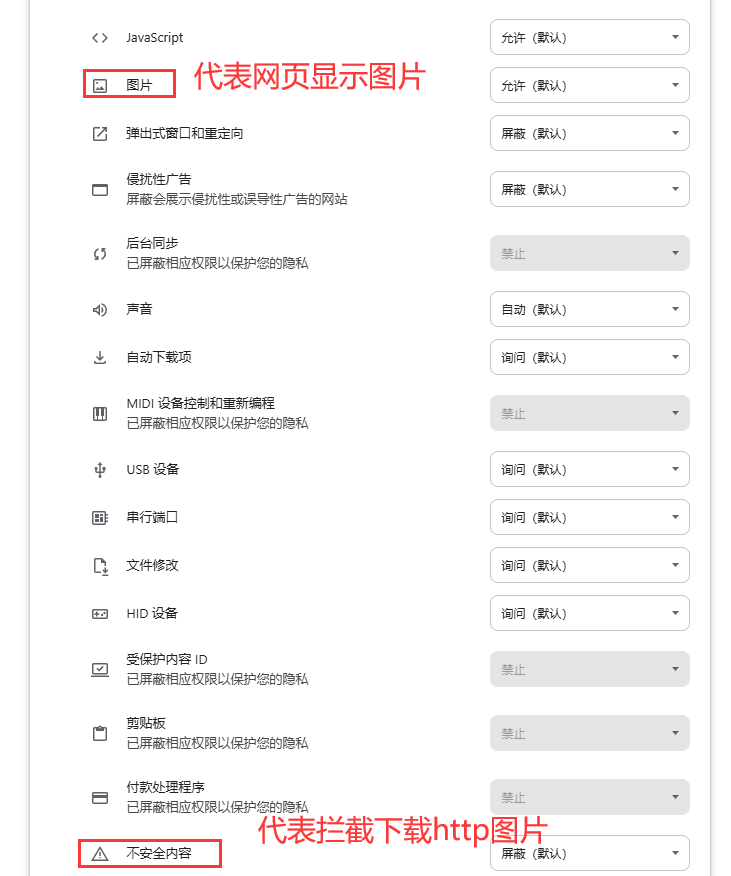 JavaScript
允许（默认）
图片
代表网页显示图片
允许（默认）
弹出式窗口和重定向
屏蔽（默认）
侵扰性广告
屏蔽会展示侵扰性或误导性广告的网站
屏蔽（默认）
后台同步
已屏蔽相应权限以保护您的隐私
禁止
声音
自动（默认）
自动下载项
询问（默认）
MIDI 设备控制和重新编程
已屏蔽相应权限以保护您的隐私
禁止
USB 设备
询问（默认）
串行端口
询问（默认）
文件修改
询问（默认）
HID 设备
询问（默认）
受保护内容 ID
已屏蔽相应权限以保护您的隐私
禁止
剪贴板
已屏蔽相应权限以保护您的隐私
禁止
付款处理程序
已屏蔽相应权限以保护您的隐私
禁止
代表拦截下载http图片
不安全内容
屏蔽（默认）